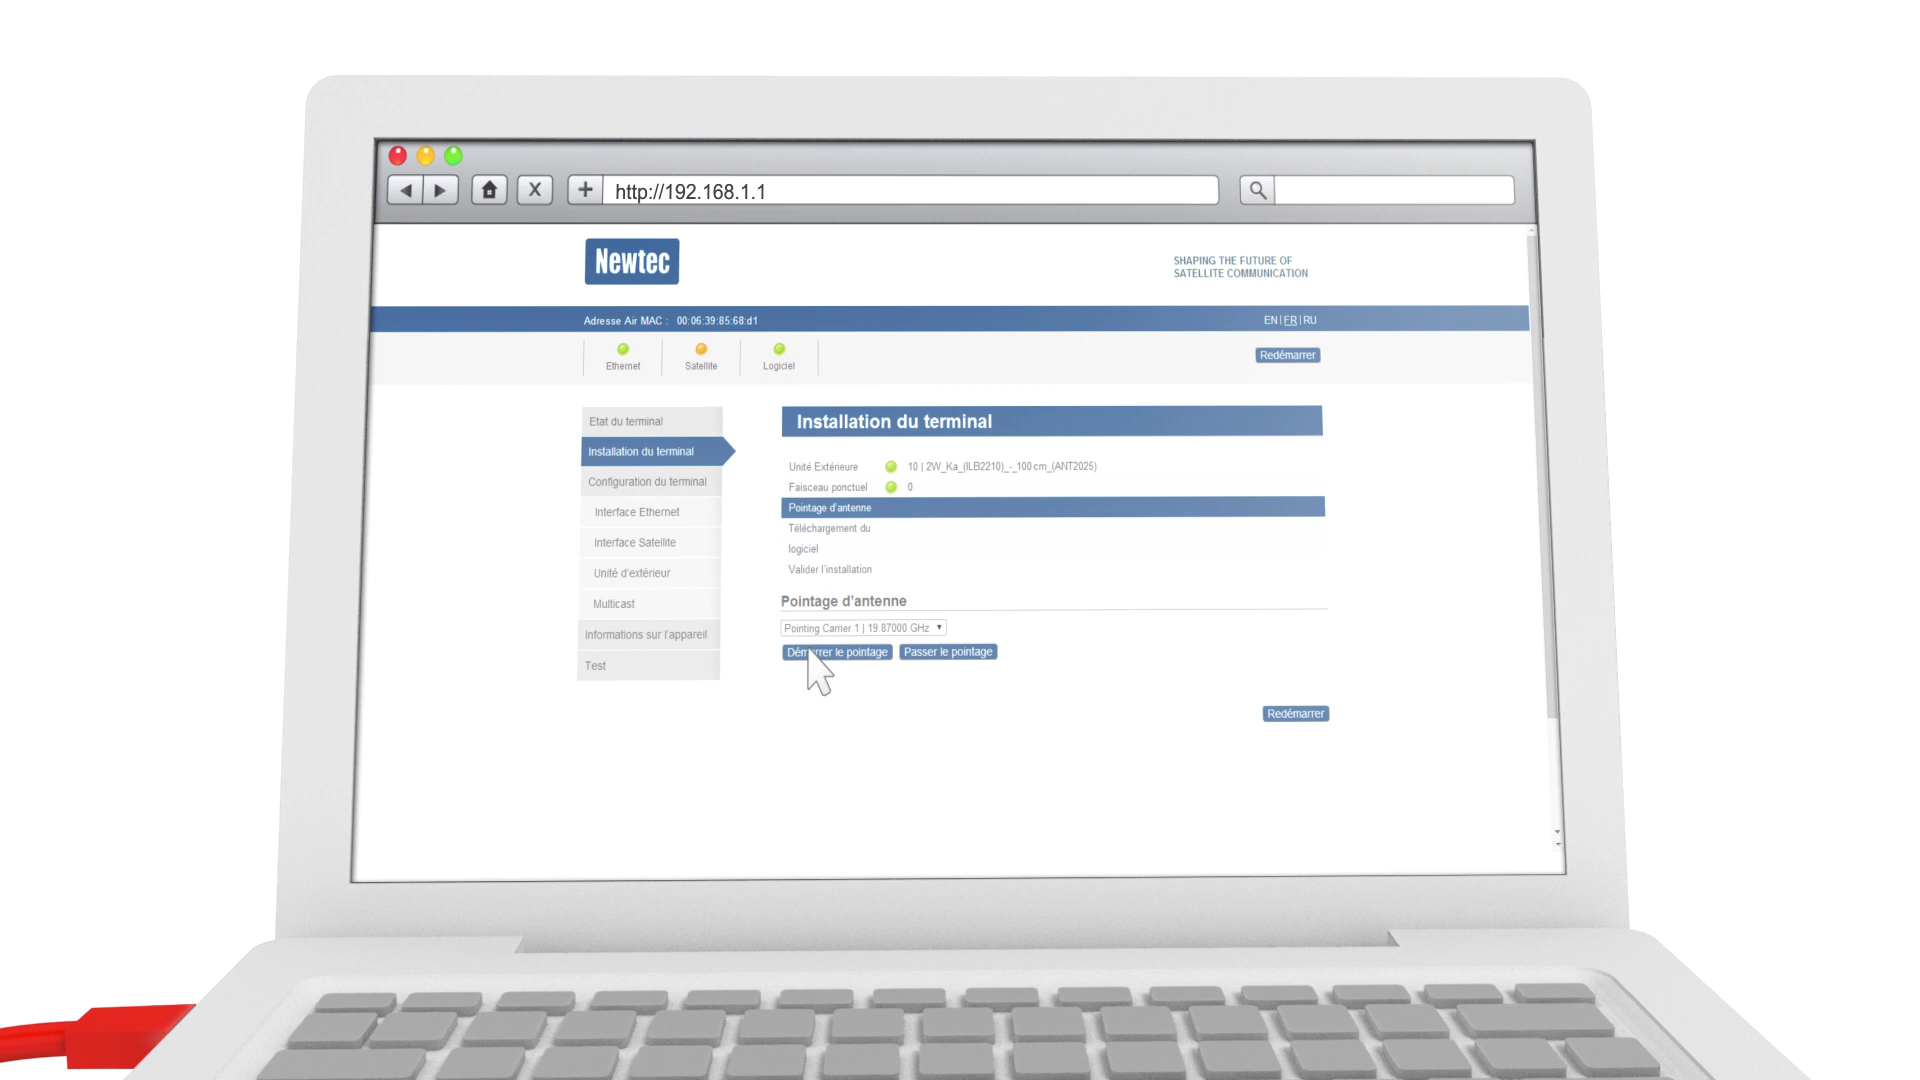 http://192.168.1.1
Newtec
SHAPING THE FUTURE OF
SATELLITE COMMUNICATION
Adresse Air MAC : 00:06:39:85:68:d1
EN | FR | RU
Ethernet
Satellite
Logiciel
Redémarrer
Etat du terminal
Installation du terminal
Configuration du terminal
Interface Ethernet
Interface Satellite
Unité d'extérieur
Multicast
Informations sur l'appareil
Test
Installation du terminal
Unité Extérieure 10 | 2W_Ka_(ILB2210)_-_100 cm_(ANT2025)
Faisceau ponctuel 0
Pointage d'antenne
Téléchargement du
logiciel
Valider l'installation
Pointage d'antenne
Pointing Carrier 1 | 19.87000 GHz
Démarrer le pointage Passer le pointage
Redémarrer